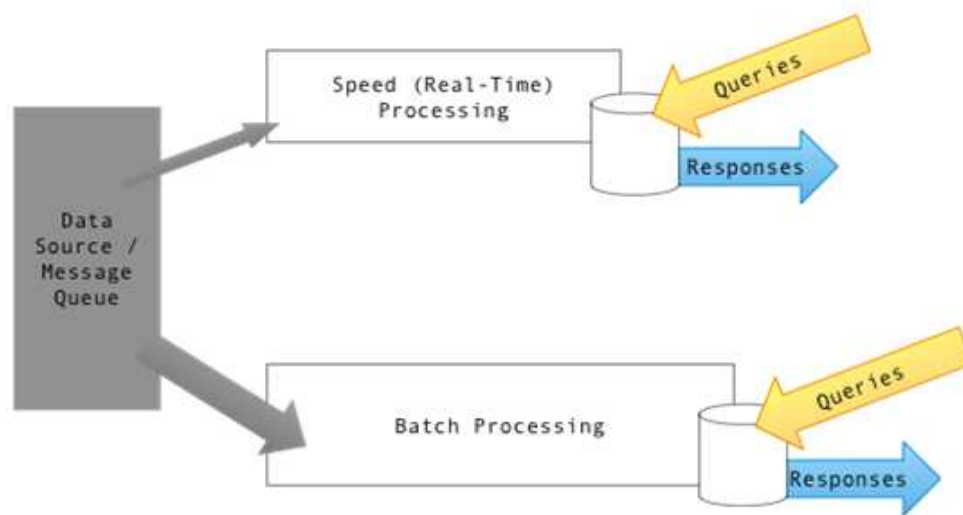 Speed (Real-Time)
Processing
Queries
Responses
Data
Source /
Message
Queue
Batch Processing
Queries
Responses